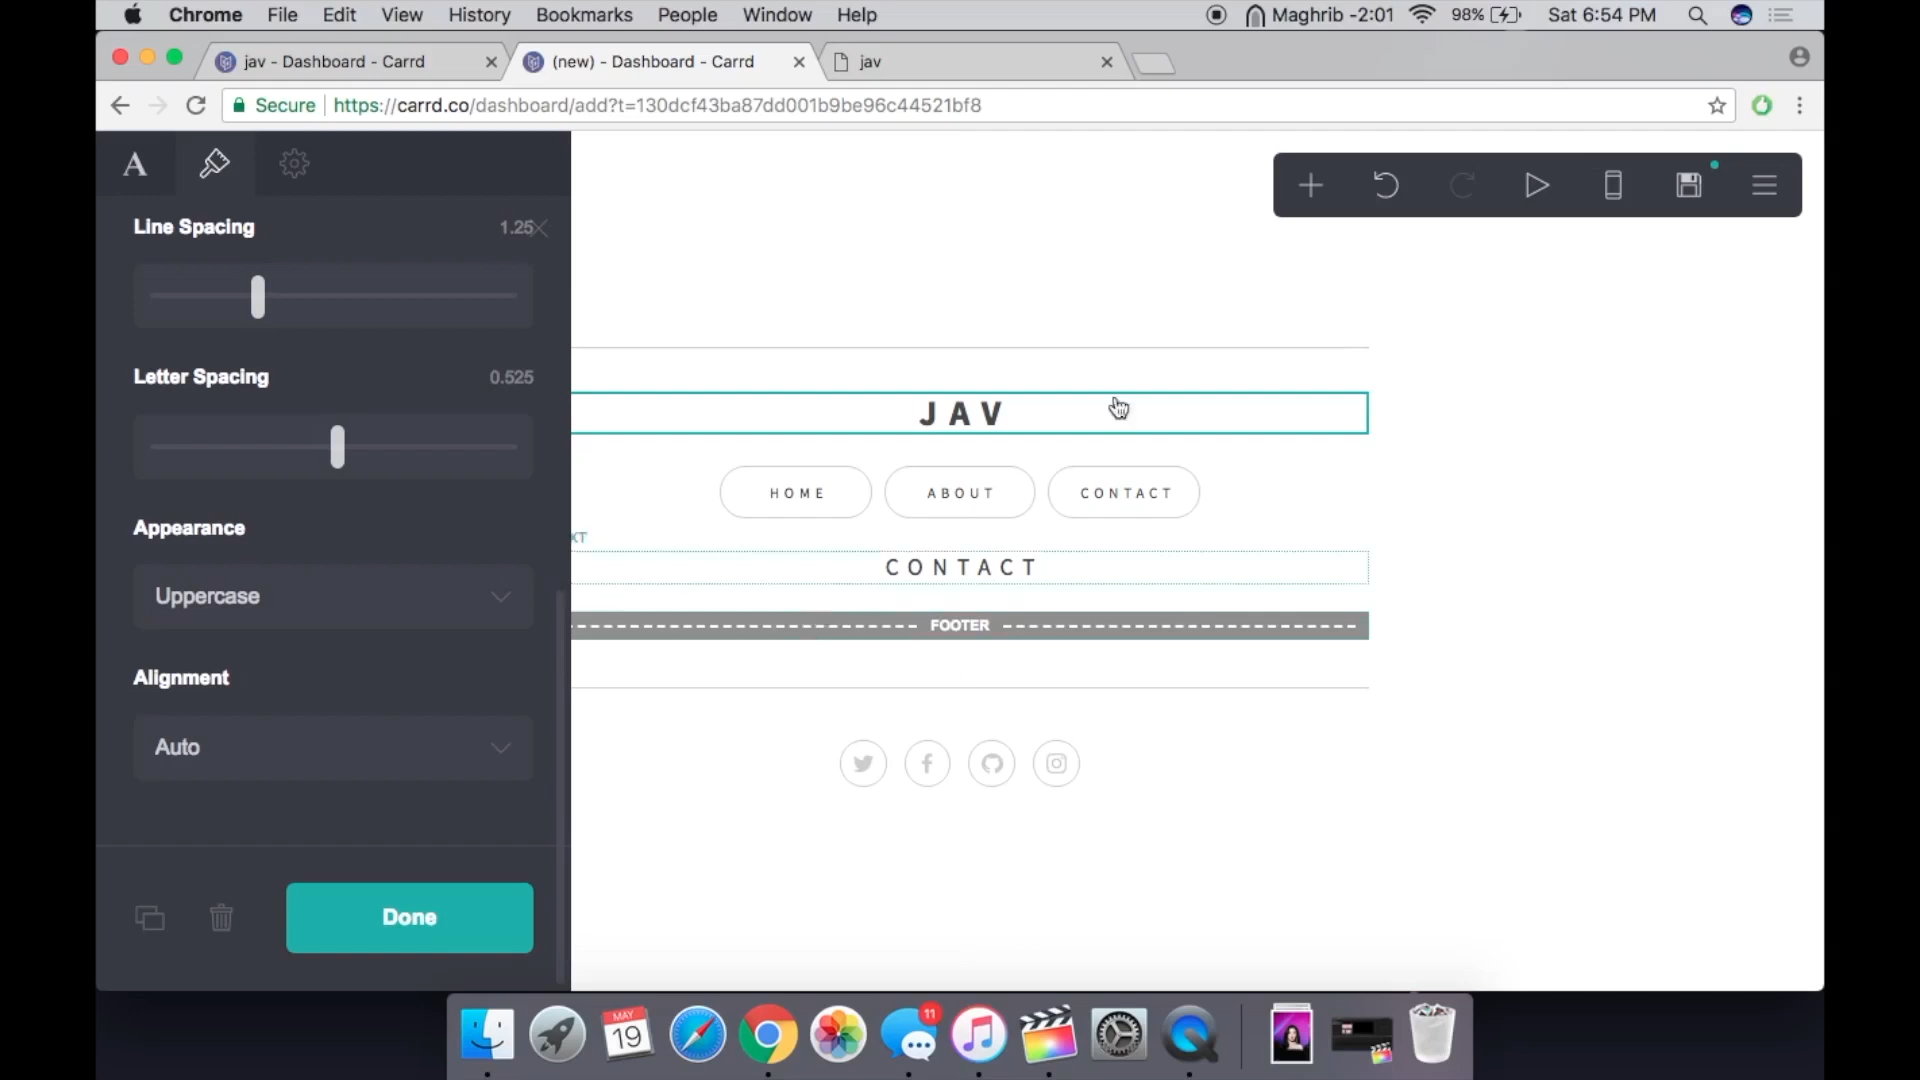 Chrome File Edit View History Bookmarks People Window Help Maghrib -2:01 98% Sat 6:54 PM
jav - Dashboard - Carrd (new) - Dashboard - Carrd jav
Secure https://carrd.co/dashboard/add?t=130dcf43ba87dd001b9be96c44521bf8
A
Line Spacing 1.25
Letter Spacing 0.525
JAV
HOME ABOUT CONTACT
Appearance
XT
CONTACT
Uppercase
FOOTER
Alignment
Auto
Done
11
MAY
19